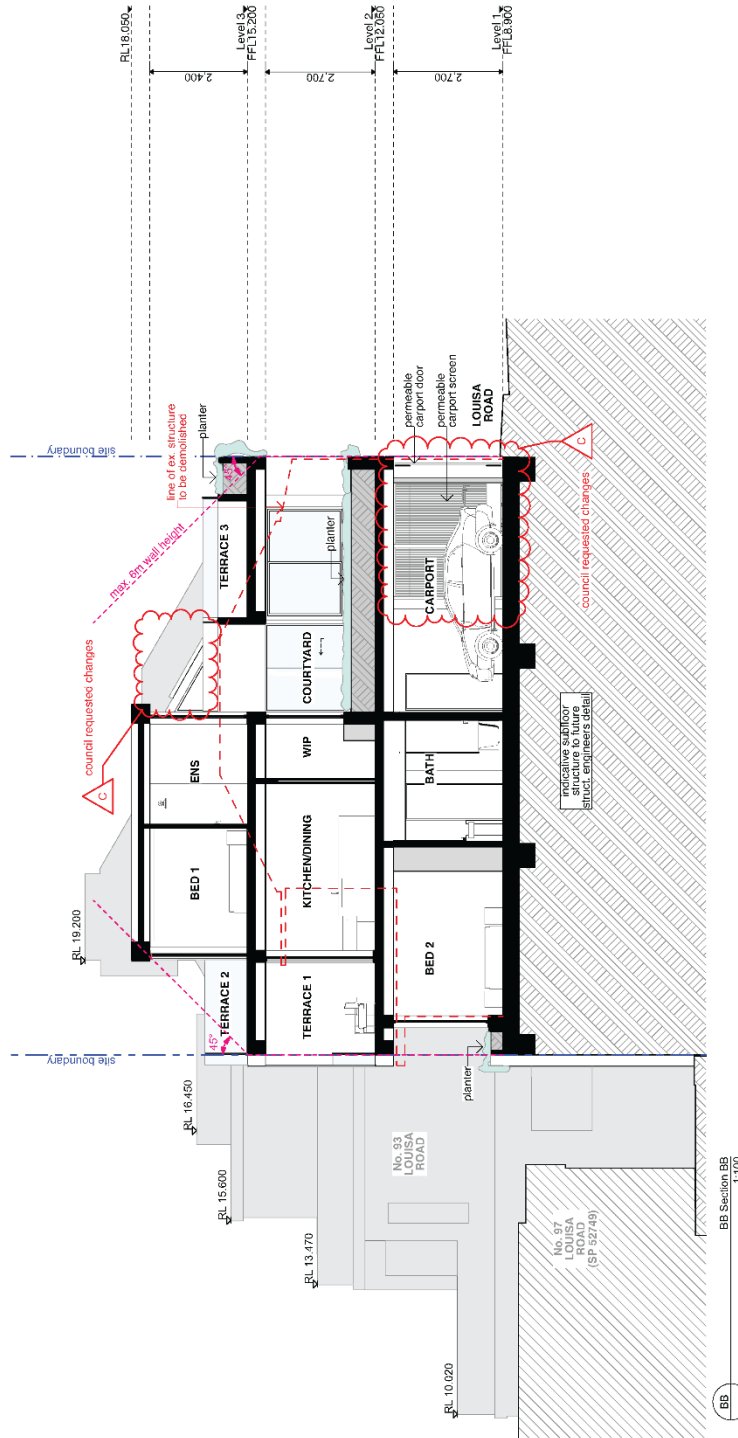 RL18.050
2,400
Level 3
FFL15.200
2,700
Level 2
FFL12.050
2,700
Level 1
FFL8.900
site boundary
line of ex. structure
to be demolished
planter
45°
max. 6m wall height
council requested changes
C
TERRACE 3
planter
COURTYARD
permeable
carport door
permeable
carport screen
LOUISA
ROAD
C
council requested changes
CARPORT
ENS
WIP
BATH
BED 1
KITCHEN/DINING
BED 2
indicative subfloor
structure to future
struct. engineers detail
RL 19.200
TERRACE 2
TERRACE 1
45°
site boundary
planter
RL 16.450
RL 15.600
RL 13.470
RL 10.020
No. 93
LOUISA
ROAD
No. 97
LOUISA
ROAD
(SP 52749)
BB
BB Section BB
1:100